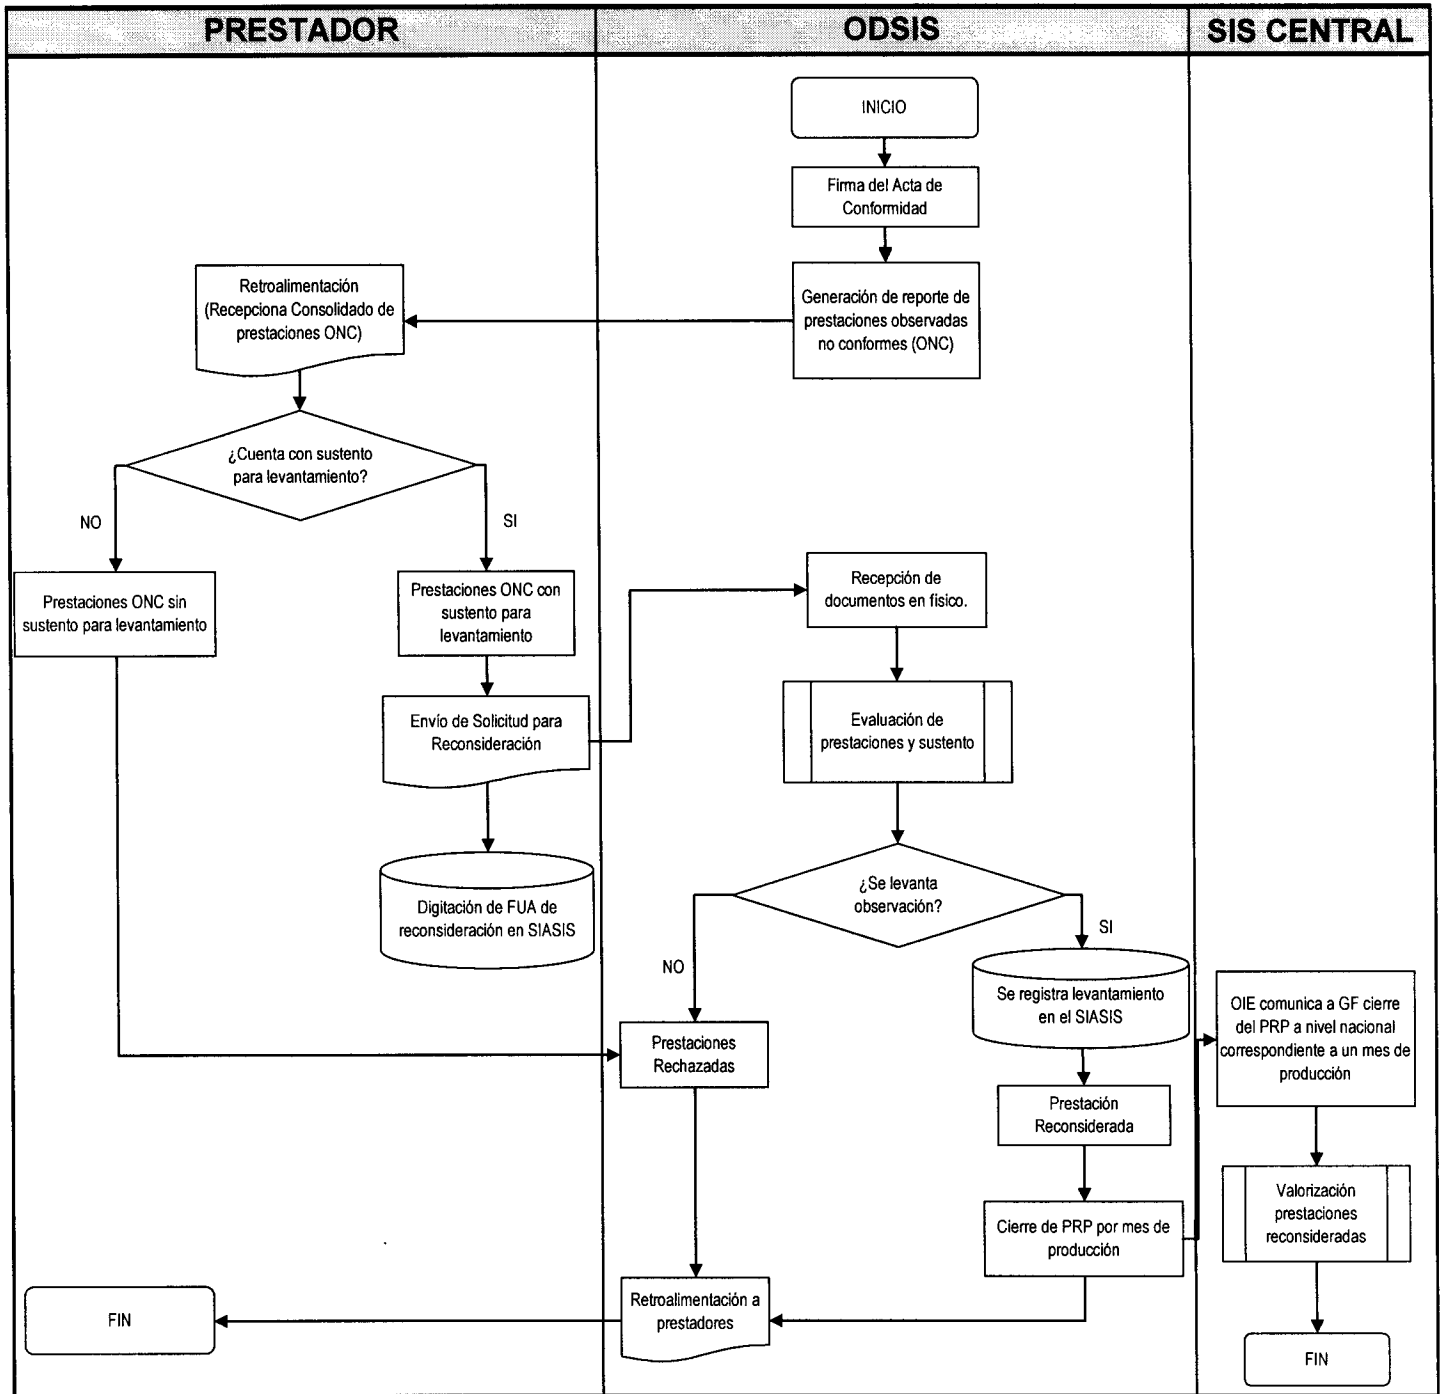 PRESTADOR
ODSIS
SIS CENTRAL
INICIO
Firma del Acta de
Conformidad
Generación de reporte de
prestaciones observadas
no conformes (ONC)
Retroalimentación
(Recepciona Consolidado de
prestaciones ONC)
¿Cuenta con sustento
para levantamiento?
NO
SI
Prestaciones ONC sin
sustento para levantamiento
Prestaciones ONC con
sustento para
levantamiento
Envío de Solicitud para
Reconsideración
Digitación de FUA de
reconsideración en SIASIS
Recepción de
documentos en físico.
Evaluación de
prestaciones y sustento
¿Se levanta
observación?
NO
SI
Se registra levantamiento
en el SIASIS
Prestaciones
Rechazadas
Prestación
Reconsiderada
Cierre de PRP por mes de
producción
Retroalimentación a
prestadores
FIN
OIE comunica a GF cierre
del PRP a nivel nacional
correspondiente a un mes de
producción
Valorización
prestaciones
reconsideradas
FIN